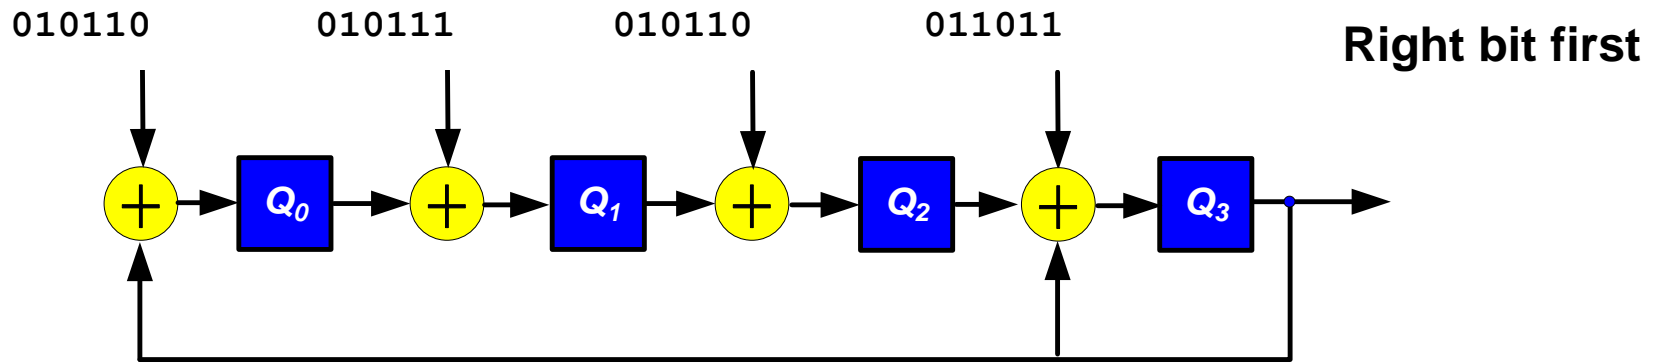 010110 010111 010110 011011
Right bit first
+ Q0 + Q1 + Q2 + Q3